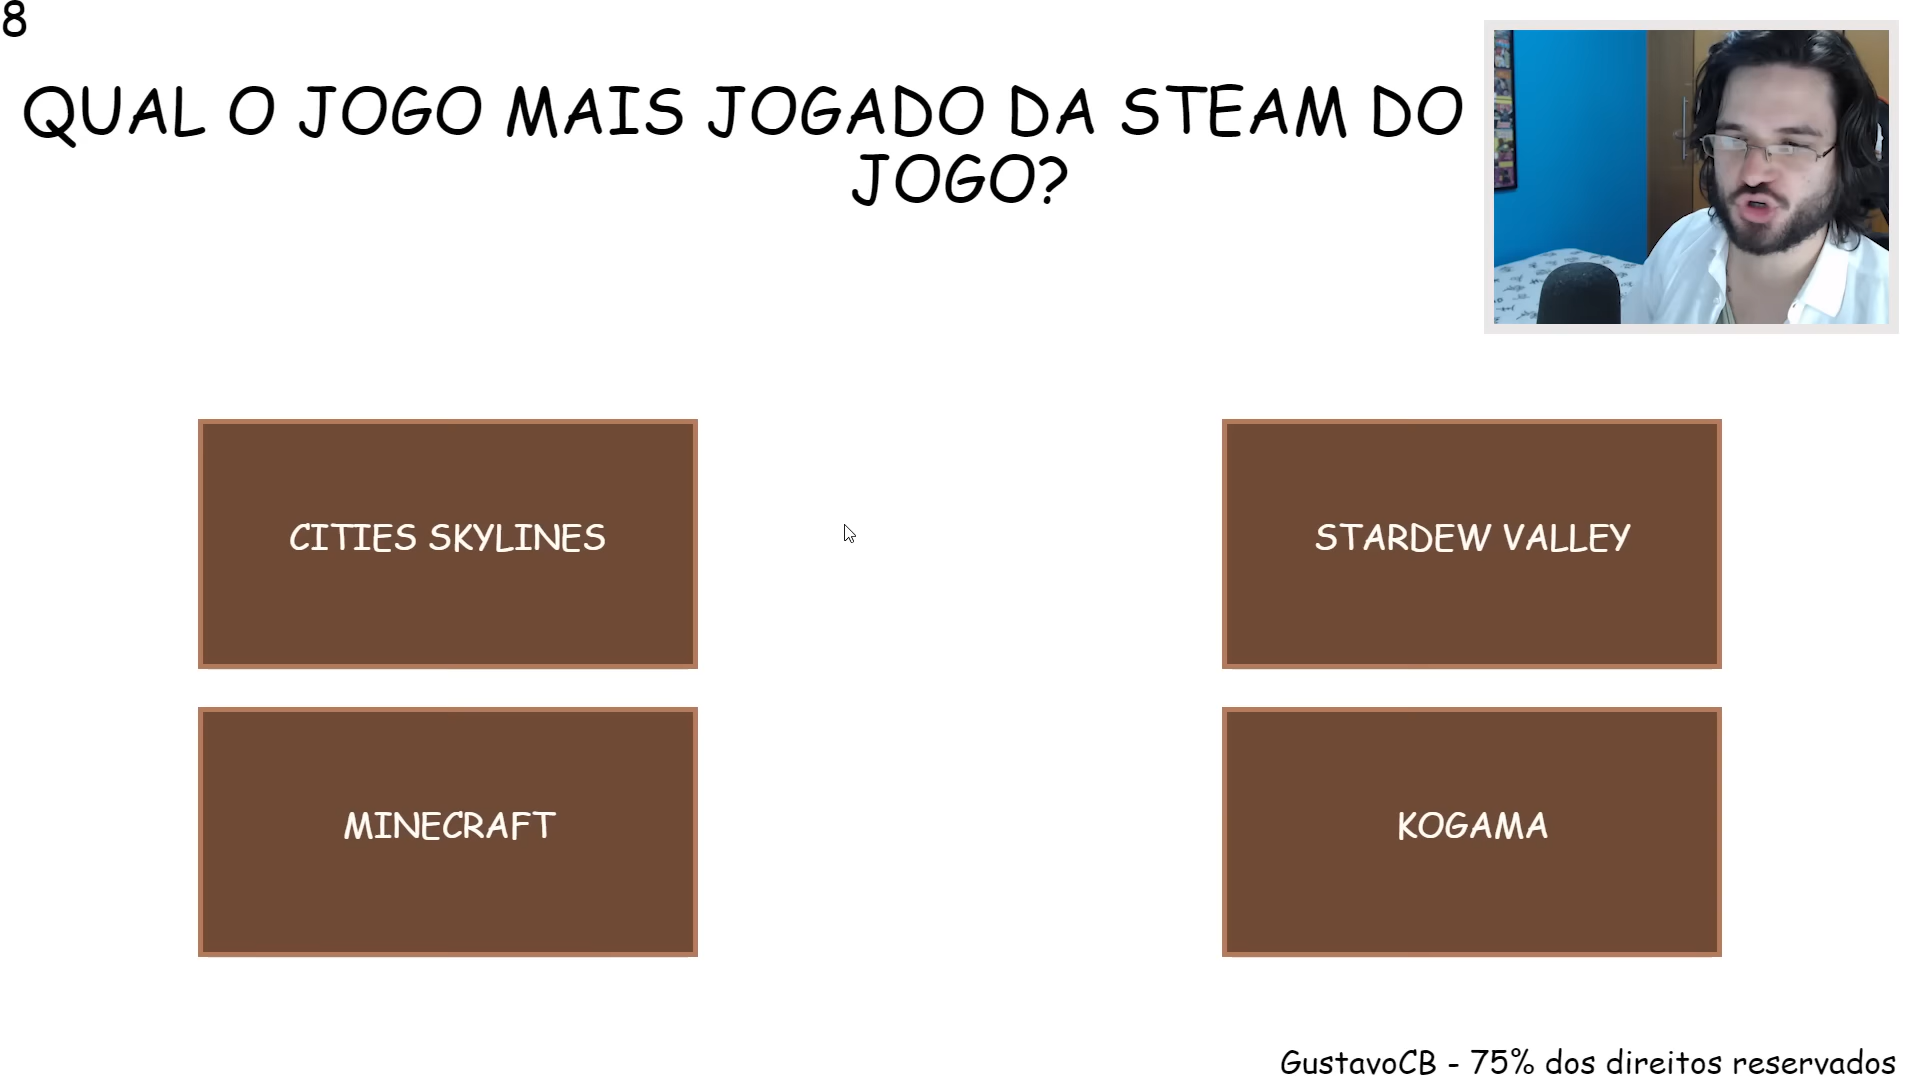 8
QUAL O JOGO MAIS JOGADO DA STEAM DO
JOGO?
CITIES SKYLINES
STARDEW VALLEY
MINECRAFT
KOGAMA
GustavoCB - 75% dos direitos reservados